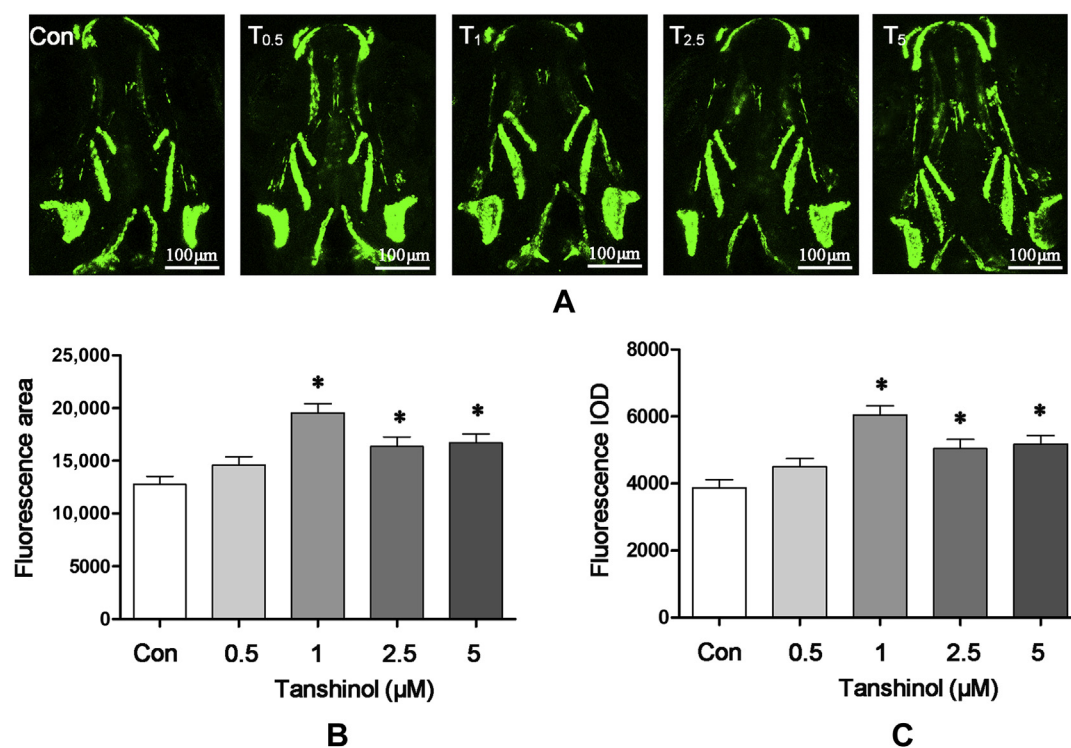 Con T0.5 T1 T2.5 T5
100μm 100μm 100μm 100μm 100μm
A
Fluorescence area
25,000
20,000
15,000
10,000
5000
0
* * *
Con 0.5 1 2.5 5
Tanshinol (μM)
B
Fluorescence IOD
8000
6000
4000
2000
0
* * *
Con 0.5 1 2.5 5
Tanshinol (μM)
C